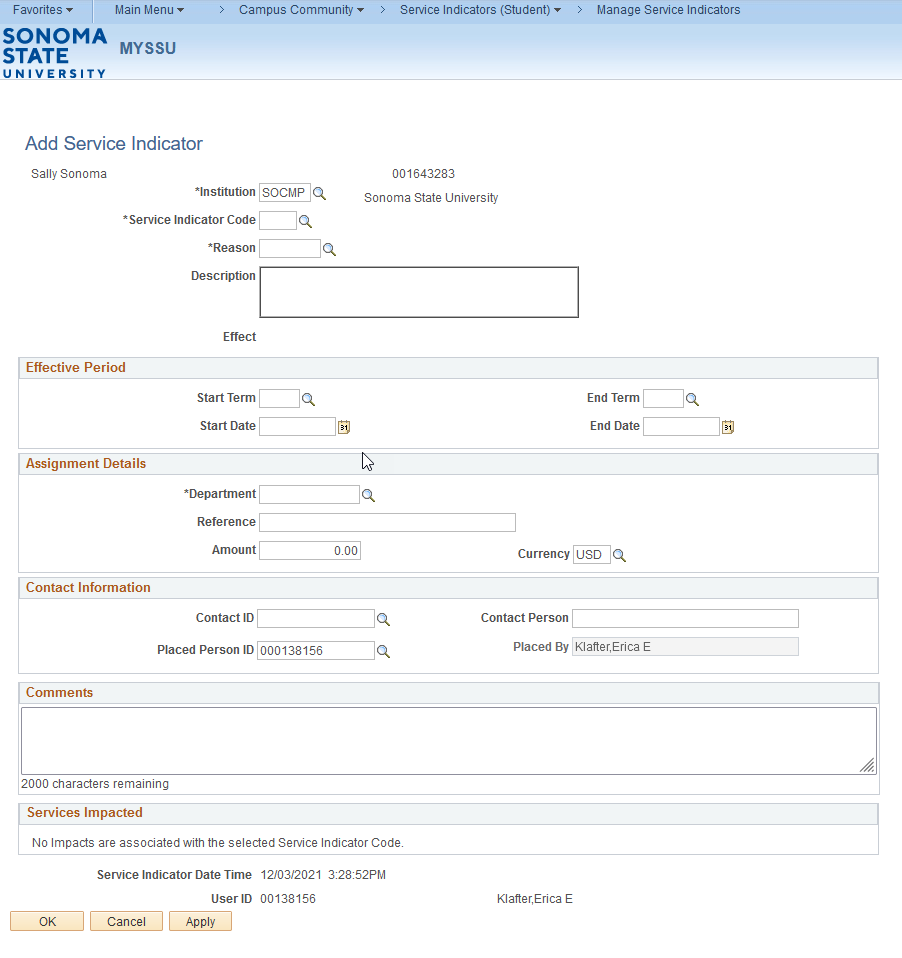 Favorites Main Menu > Campus Community > Service Indicators (Student) > Manage Service Indicators
SONOMA
STATE
UNIVERSITY
MYSSU
Add Service Indicator
Sally Sonoma 001643283
*Institution SOCMP Sonoma State University
*Service Indicator Code
*Reason
Description
Effect
Effective Period
Start Term End Term
Start Date 31 End Date 31
Assignment Details
*Department
Reference
Amount 0.00 Currency USD
Contact Information
Contact ID Contact Person
Placed Person ID 000138156 Placed By Klafter,Erica E
Comments
2000 characters remaining
Services Impacted
No Impacts are associated with the selected Service Indicator Code.
Service Indicator Date Time 12/03/2021 3:28:52PM
User ID 00138156 Klafter,Erica E
OK Cancel Apply